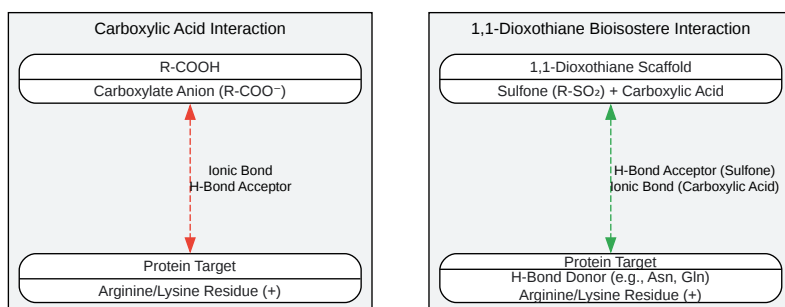 Carboxylic Acid Interaction
R-COOH
Carboxylate Anion (R-COO⁻)
Ionic Bond
H-Bond Acceptor
Protein Target
Arginine/Lysine Residue (+)
1,1-Dioxothiane Bioisostere Interaction
1,1-Dioxothiane Scaffold
Sulfone (R-SO₂) + Carboxylic Acid
H-Bond Acceptor (Sulfone)
Ionic Bond (Carboxylic Acid)
Protein Target
H-Bond Donor (e.g., Asn, Gln)
Arginine/Lysine Residue (+)